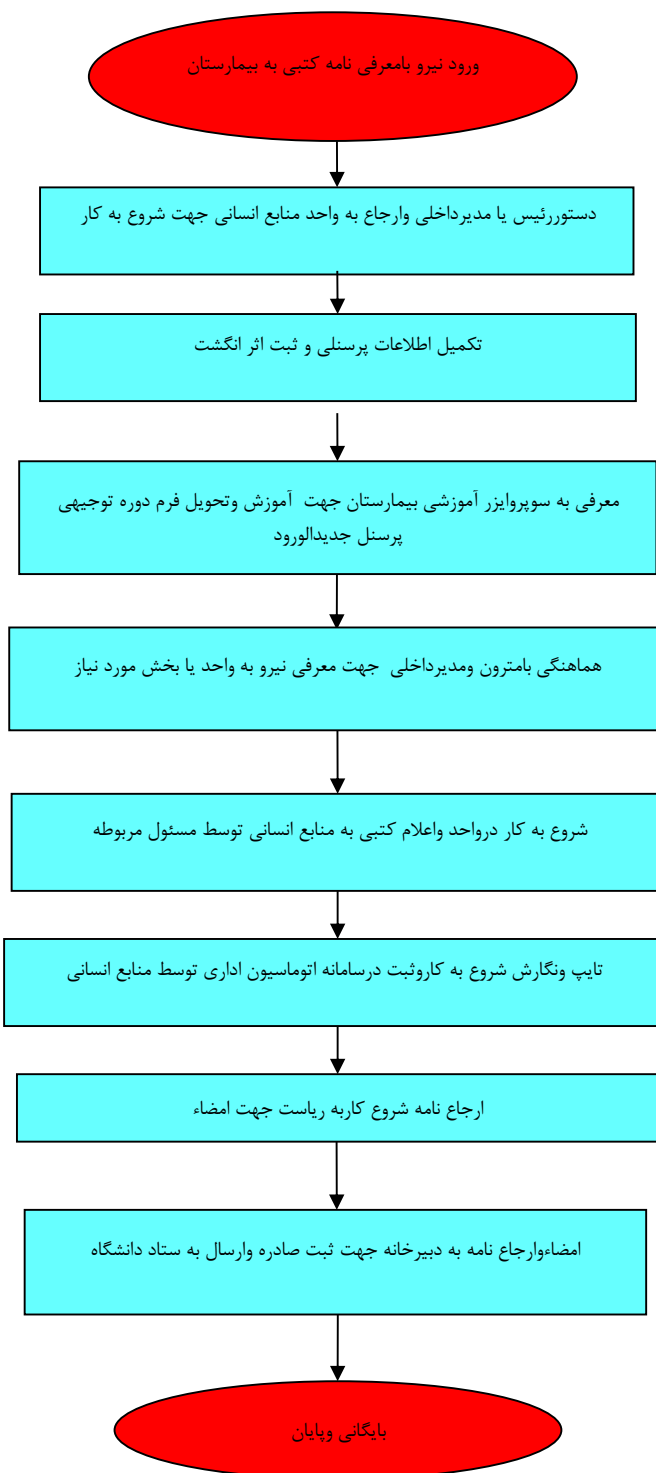 ورود نیرو بامعرفی نامه کتبی به بیمارستان
دستوررئیس یا مدیرداخلی وارجاع به واحد منابع انسانی جهت شروع به کار
تکمیل اطلاعات پرسنلی و ثبت اثر انگشت
معرفی به سوپروایزر آموزشی بیمارستان جهت آموزش وتحویل فرم دوره توجیهی
پرسنل جدیدالورود
هماهنگی بامترون ومدیرداخلی جهت معرفی نیرو به واحد یا بخش مورد نیاز
شروع به کار درواحد واعلام کتبی به منابع انسانی توسط مسئول مربوطه
تایپ ونگارش شروع به کاروثبت درسامانه اتوماسیون اداری توسط منابع انسانی
ارجاع نامه شروع کاربه ریاست جهت امضاء
امضاءوارجاع نامه به دبیرخانه جهت ثبت صادره وارسال به ستاد دانشگاه
بایگانی وپایان